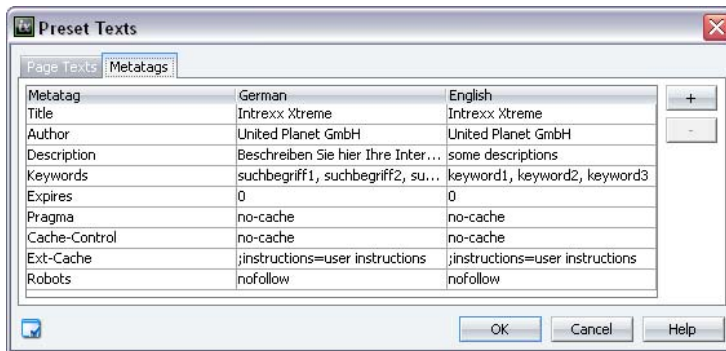 Preset Texts
Page Texts Metatags
Metatag German English
Title Intrexx Xtreme Intrexx Xtreme
Author United Planet GmbH United Planet GmbH
Description Beschreiben Sie hier Ihre Inter... some descriptions
Keywords suchbegriff1, suchbegriff2, su... keyword1, keyword2, keyword3
Expires 0 0
Pragma no-cache no-cache
Cache-Control no-cache no-cache
Ext-Cache ;instructions=user instructions ;instructions=user instructions
Robots nofollow nofollow
+
-
OK Cancel Help